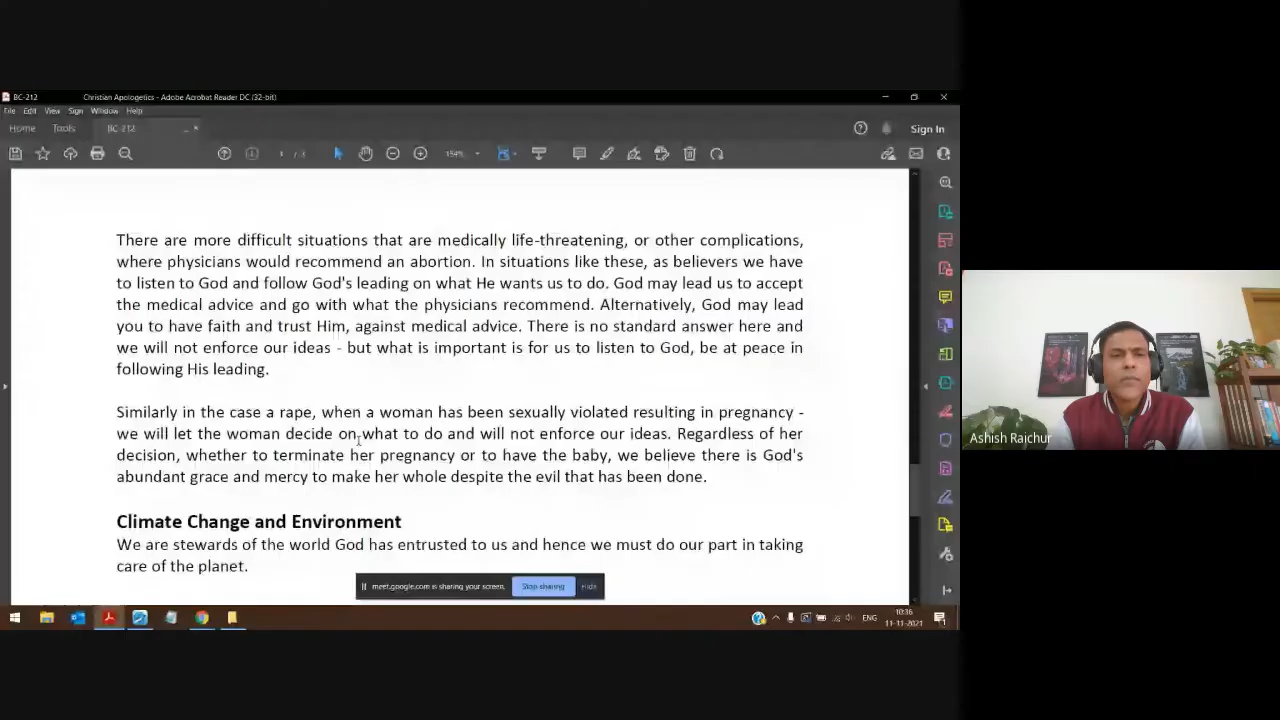 BC-212 Christian Apologetics - Adobe Acrobat Reader DC (32-bit)
File Edit View Sign Window Help
Home Tools BC-212
Sign In
154%
There are more difficult situations that are medically life-threatening, or other complications,
where physicians would recommend an abortion. In situations like these, as believers we have
to listen to God and follow God's leading on what He wants us to do. God may lead us to accept
the medical advice and go with what the physicians recommend. Alternatively, God may lead
you to have faith and trust Him, against medical advice. There is no standard answer here and
we will not enforce our ideas - but what is important is for us to listen to God, be at peace in
following His leading.
Similarly in the case a rape, when a woman has been sexually violated resulting in pregnancy -
we will let the woman decide on what to do and will not enforce our ideas. Regardless of her
decision, whether to terminate her pregnancy or to have the baby, we believe there is God's
abundant grace and mercy to make her whole despite the evil that has been done.
Climate Change and Environment
We are stewards of the world God has entrusted to us and hence we must do our part in taking
care of the planet.
meet.google.com is sharing your screen. Stop sharing Hide
ENG
10:36
11-11-2021
Ashish Raichur